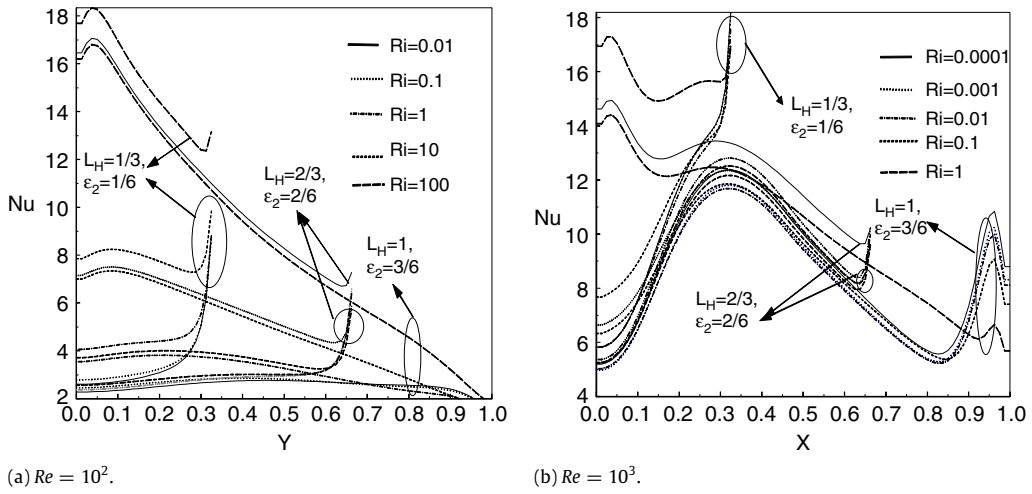 18
16
14
12
Nu
10
8
6
4
2
0.0 0.1 0.2 0.3 0.4 0.5 0.6 0.7 0.8 0.9 1.0
Y
Ri=0.01
Ri=0.1
Ri=1
Ri=10
Ri=100
L_H=1/3,
ε_2=1/6
L_H=2/3,
ε_2=2/6
L_H=1,
ε_2=3/6
(a) Re = 10².
18
16
14
12
Nu
10
8
6
4
0.0 0.1 0.2 0.3 0.4 0.5 0.6 0.7 0.8 0.9 1.0
X
Ri=0.0001
Ri=0.001
Ri=0.01
Ri=0.1
Ri=1
L_H=1/3,
ε_2=1/6
L_H=1,
ε_2=3/6
L_H=2/3,
ε_2=2/6
(b) Re = 10³.